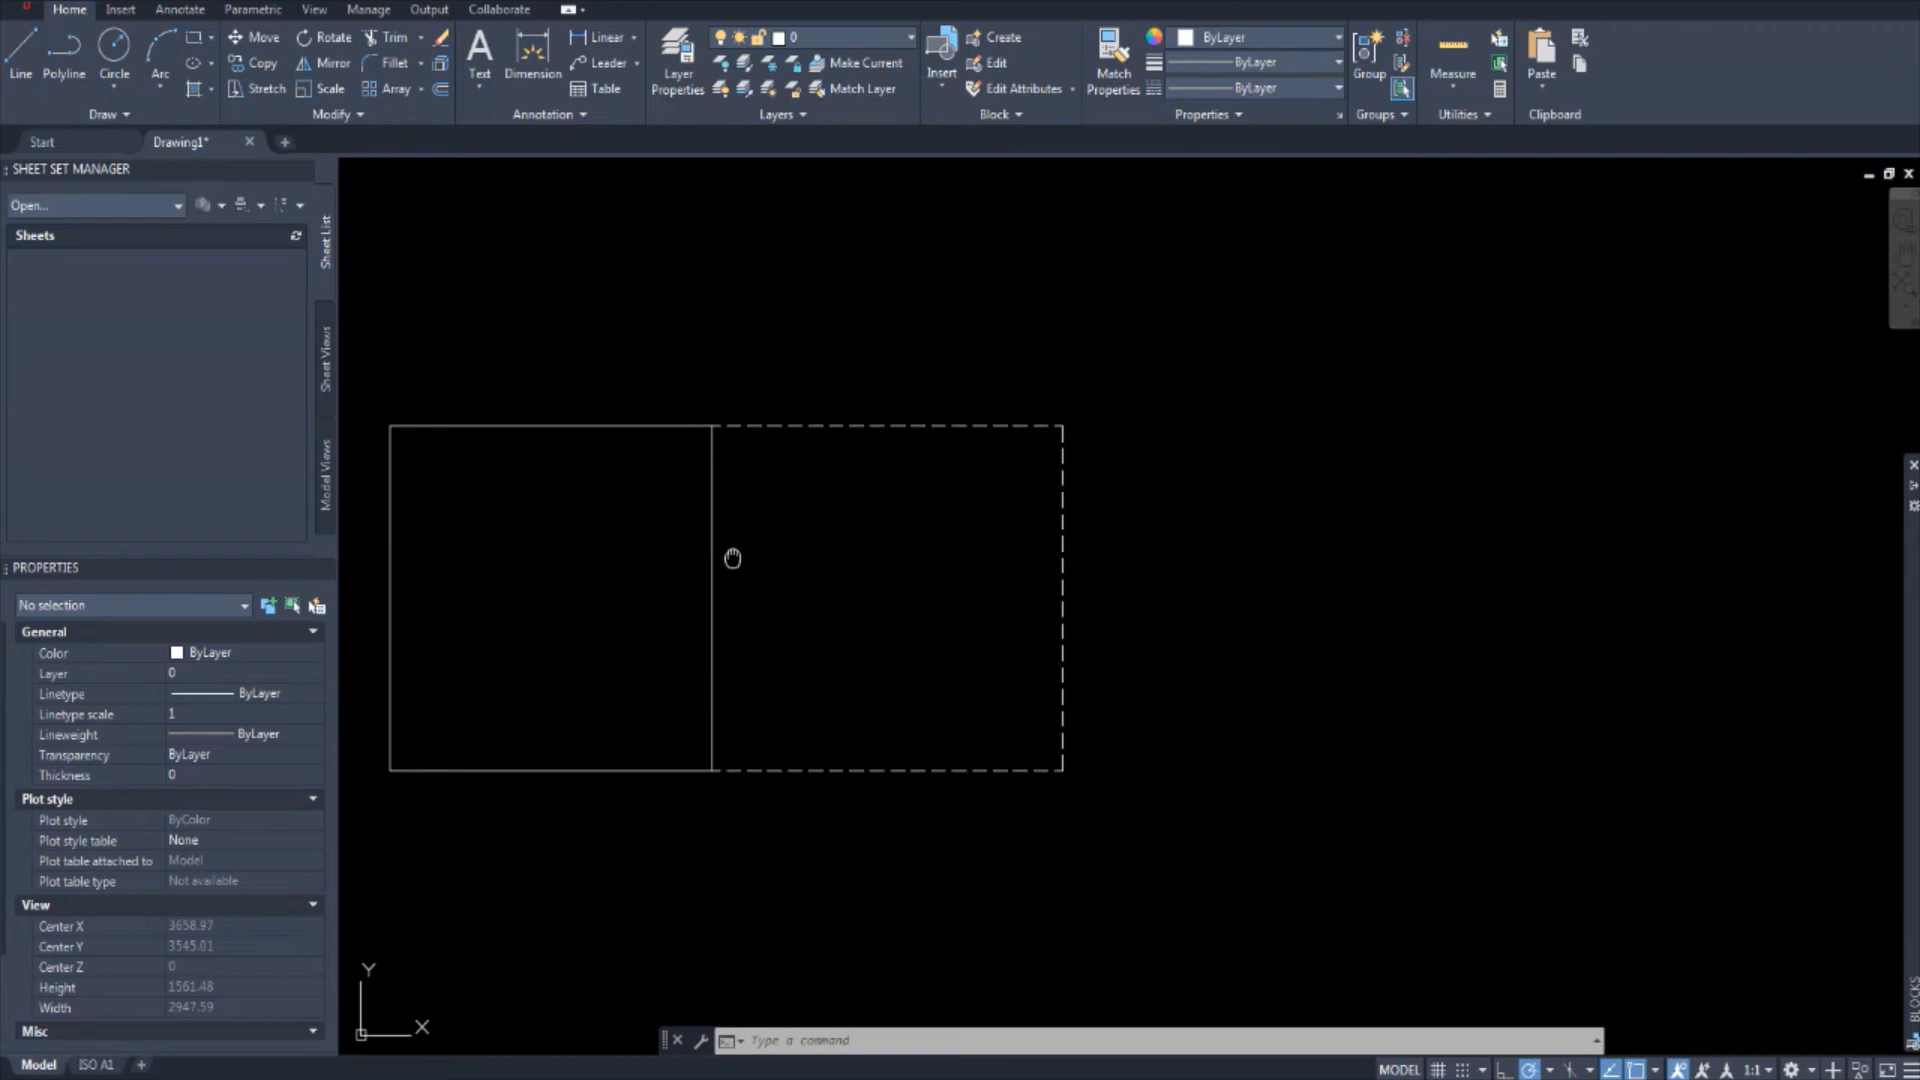 Home Insert Annotate Parametric View Manage Output Collaborate
Line Polyline Circle Arc
Move Rotate Trim
Copy Mirror Fillet
Stretch Scale Array
Draw Modify
Text Dimension
Linear
Leader
Table
Annotation
Layer Properties
0
Make Current
Match Layer
Layers
Insert
Create
Edit
Edit Attributes
Block
Match Properties
ByLayer
ByLayer
ByLayer
Properties
Group
Groups
Measure
Utilities
Paste
Clipboard
Start Drawing1*
SHEET SET MANAGER
Open...
Sheets
Sheet List
Sheet Views
Model Views
PROPERTIES
No selection
General
Color ByLayer
Layer 0
Linetype ByLayer
Linetype scale 1
Lineweight ByLayer
Transparency ByLayer
Thickness 0
Plot style
Plot style ByColor
Plot style table None
Plot table attached to Model
Plot table type Not available
View
Center X 3658.97
Center Y 3545.01
Center Z 0
Height 1561.48
Width 2947.59
Misc
Y
X
Type a command
BLOCKS
Model ISO A1
MODEL 1:1